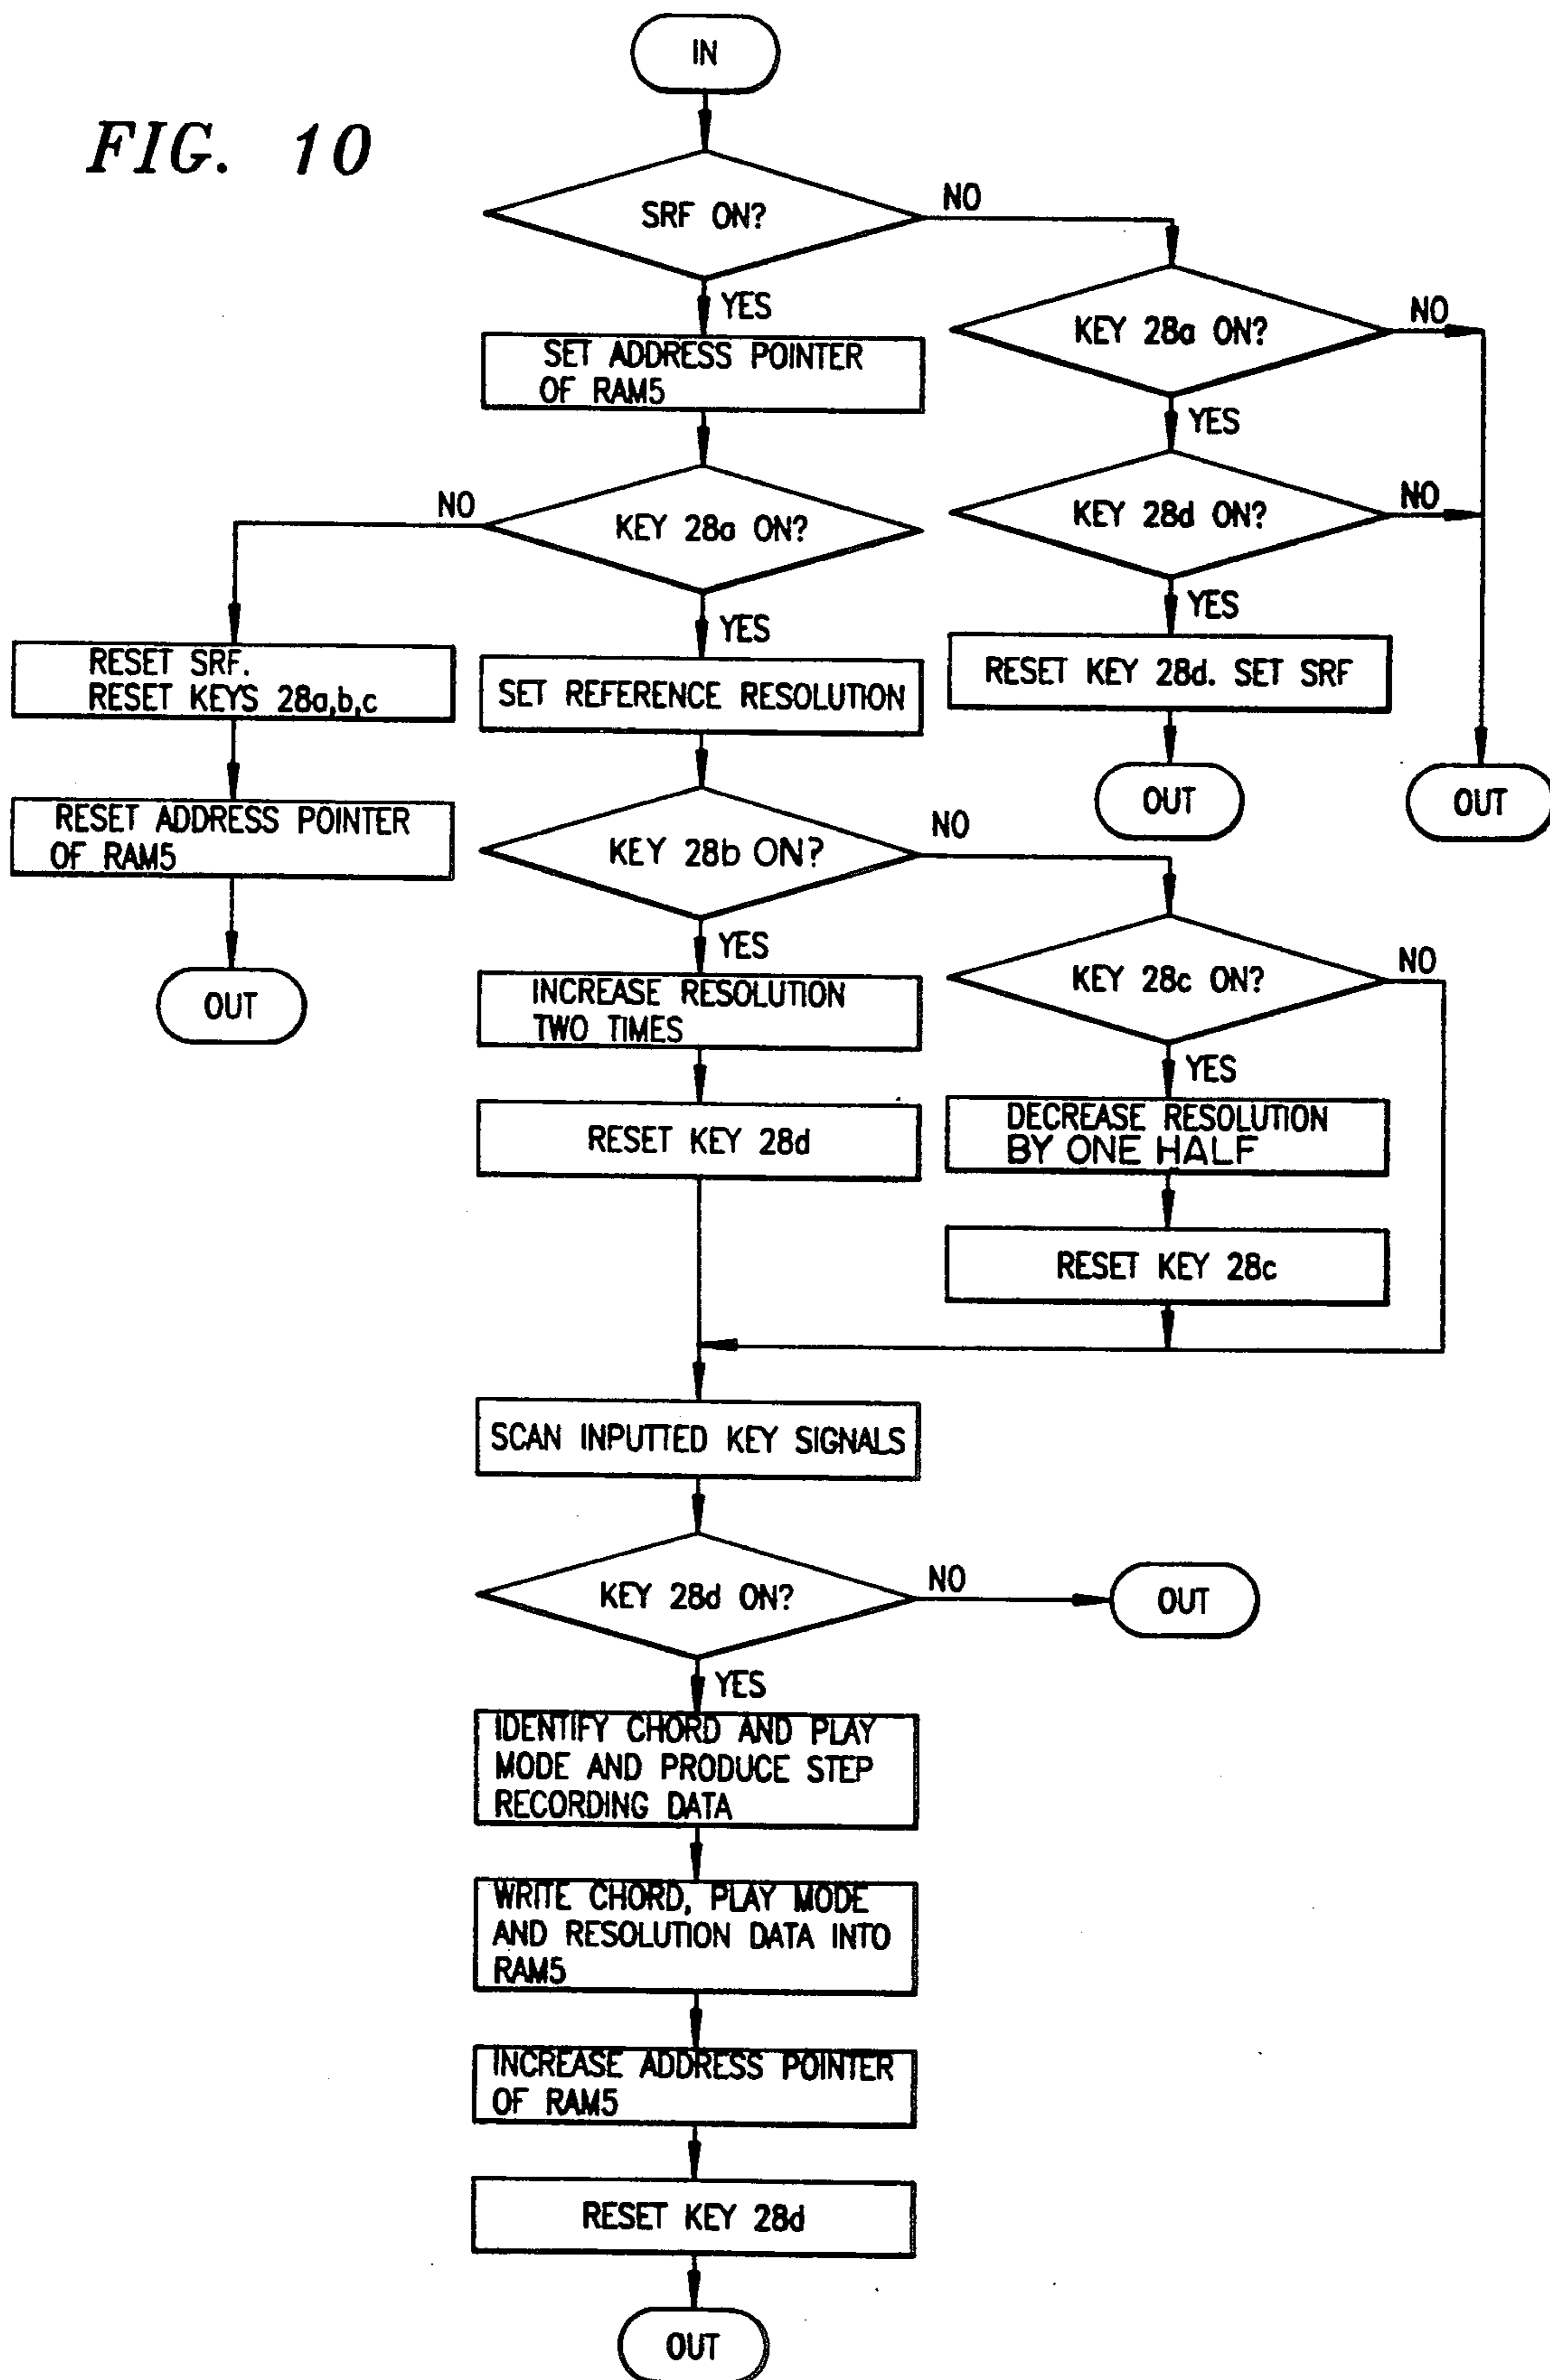 FIG. 10
IN
SRF ON?
NO
YES
KEY 28a ON?
NO
YES
SET ADDRESS POINTER
OF RAM5
KEY 28d ON?
NO
YES
NO
KEY 28a ON?
YES
RESET SRF.
RESET KEYS 28a,b,c
SET REFERENCE RESOLUTION
RESET KEY 28d. SET SRF
OUT
OUT
RESET ADDRESS POINTER
OF RAM5
OUT
KEY 28b ON?
NO
YES
KEY 28c ON?
NO
YES
INCREASE RESOLUTION
TWO TIMES
RESET KEY 28d
DECREASE RESOLUTION
BY ONE HALF
RESET KEY 28c
SCAN INPUTTED KEY SIGNALS
KEY 28d ON?
NO
OUT
YES
IDENTIFY CHORD AND PLAY
MODE AND PRODUCE STEP
RECORDING DATA
WRITE CHORD, PLAY MODE
AND RESOLUTION DATA INTO
RAM5
INCREASE ADDRESS POINTER
OF RAM5
RESET KEY 28d
OUT